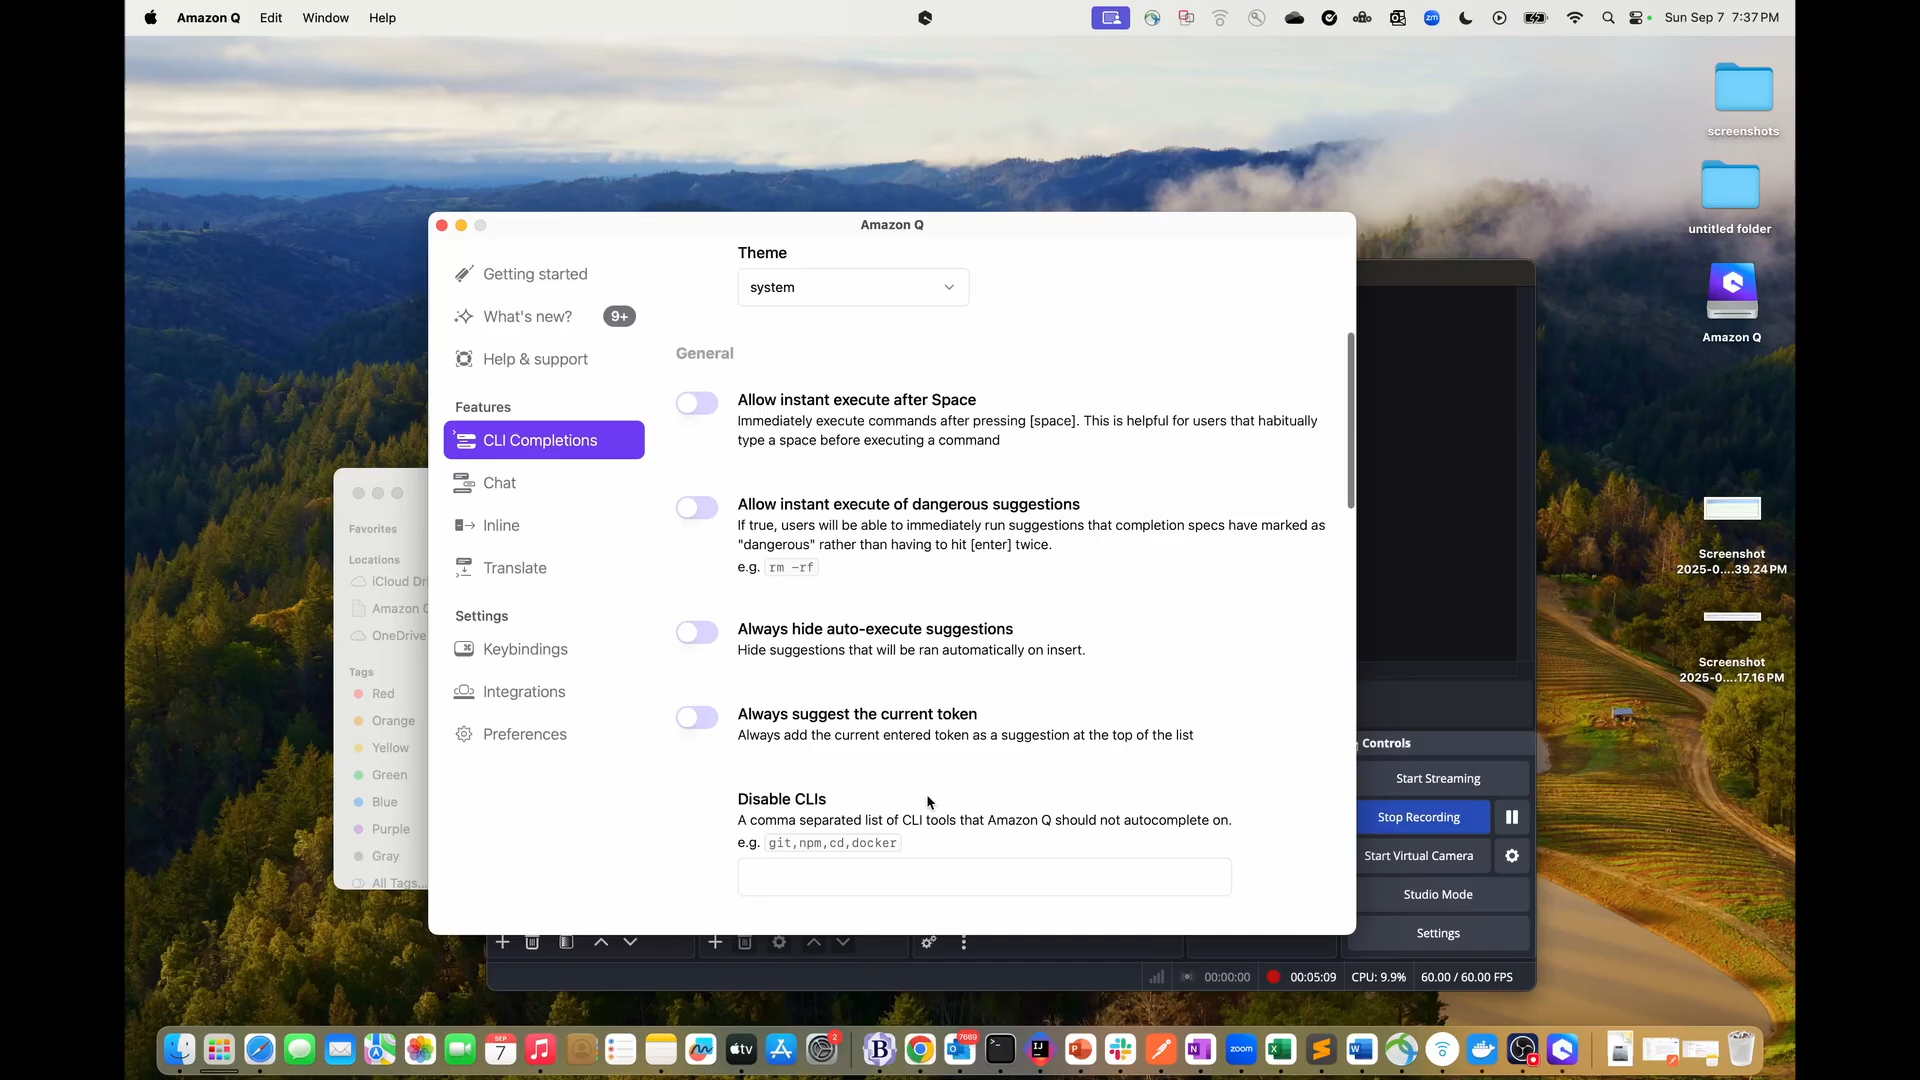 Amazon Q Edit Window Help
zm
Sun Sep 7 7:37 PM
screenshots
untitled folder
Amazon Q
Screenshot
2025-0....39.24 PM
Screenshot
2025-0....17.16 PM
Favorites
Locations
iCloud Dri
Amazon Q
OneDrive
Tags
Red
Orange
Yellow
Green
Blue
Purple
Gray
All Tags...
Amazon Q
Getting started
What's new? 9+
Help & support
Features
CLI Completions
Chat
Inline
Translate
Settings
Keybindings
Integrations
Preferences
Theme
system
General
Allow instant execute after Space
Immediately execute commands after pressing [space]. This is helpful for users that habitually
type a space before executing a command
Allow instant execute of dangerous suggestions
If true, users will be able to immediately run suggestions that completion specs have marked as
"dangerous" rather than having to hit [enter] twice.
e.g. rm -rf
Always hide auto-execute suggestions
Hide suggestions that will be ran automatically on insert.
Always suggest the current token
Always add the current entered token as a suggestion at the top of the list
Disable CLIs
A comma separated list of CLI tools that Amazon Q should not autocomplete on.
e.g. git,npm,cd,docker
Controls
Start Streaming
Stop Recording
Start Virtual Camera
Studio Mode
Settings
00:00:00 00:05:09 CPU: 9.9% 60.00 / 60.00 FPS
SEP
7
tv
2
B
7669
IJ
P
N
zoom
X
S
W